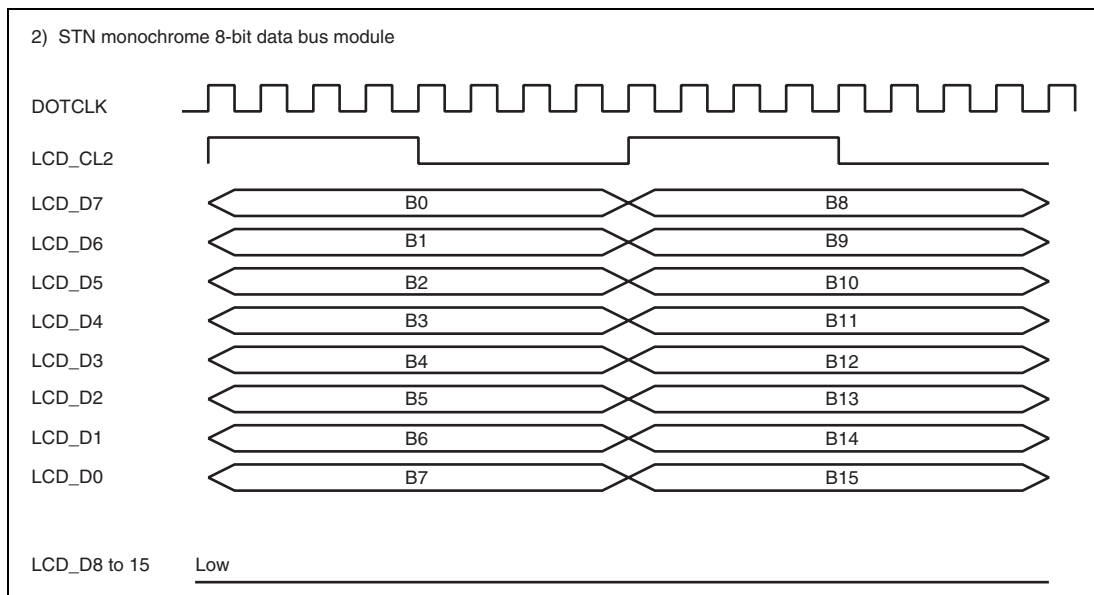 2) STN monochrome 8-bit data bus module
DOTCLK
LCD_CL2
LCD_D7 B0 B8
LCD_D6 B1 B9
LCD_D5 B2 B10
LCD_D4 B3 B11
LCD_D3 B4 B12
LCD_D2 B5 B13
LCD_D1 B6 B14
LCD_D0 B7 B15
LCD_D8 to 15 Low